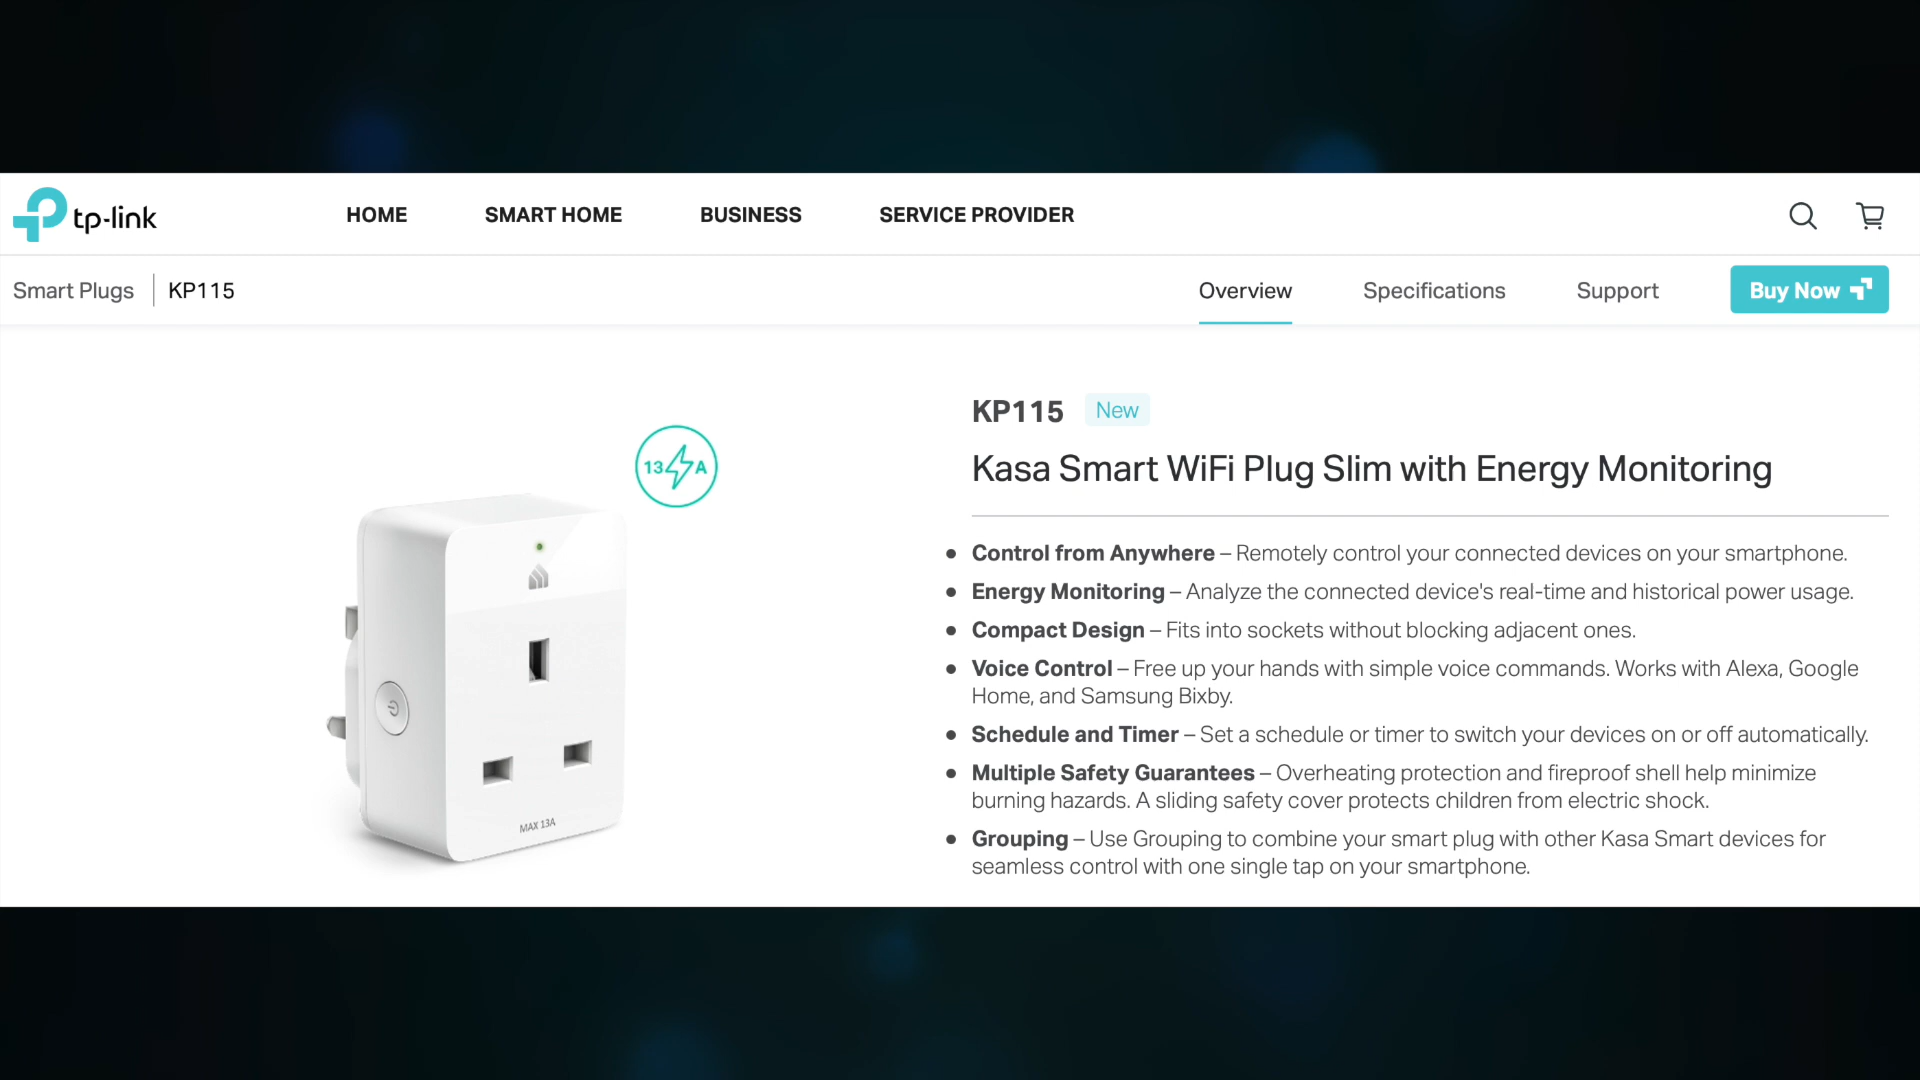 tp-link
HOME
SMART HOME
BUSINESS
SERVICE PROVIDER
Smart Plugs
KP115
Overview
Specifications
Support
Buy Now
13 A
MAX 13A
KP115
New
Kasa Smart WiFi Plug Slim with Energy Monitoring
Control from Anywhere – Remotely control your connected devices on your smartphone.
Energy Monitoring – Analyze the connected device's real-time and historical power usage.
Compact Design – Fits into sockets without blocking adjacent ones.
Voice Control – Free up your hands with simple voice commands. Works with Alexa, Google
Home, and Samsung Bixby.
Schedule and Timer – Set a schedule or timer to switch your devices on or off automatically.
Multiple Safety Guarantees – Overheating protection and fireproof shell help minimize
burning hazards. A sliding safety cover protects children from electric shock.
Grouping – Use Grouping to combine your smart plug with other Kasa Smart devices for
seamless control with one single tap on your smartphone.